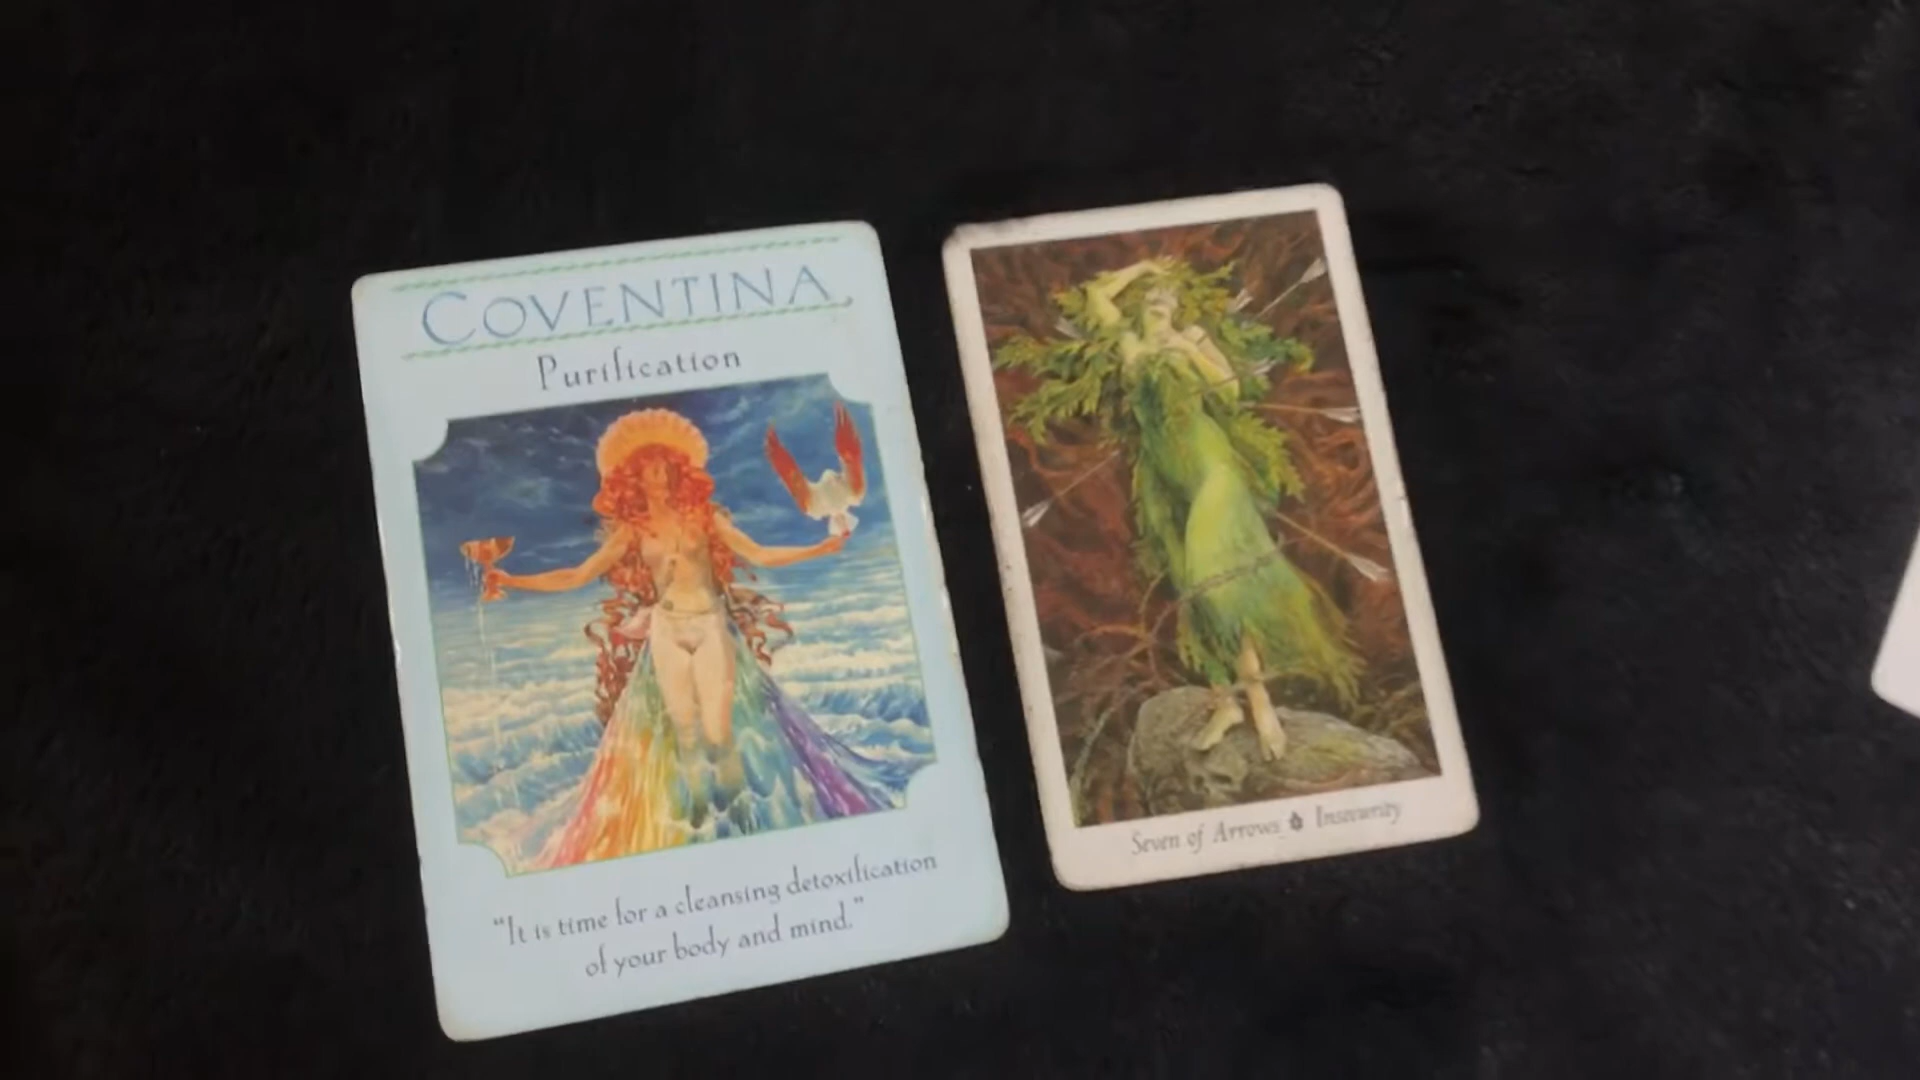 COVENTINA
Purification
“It is time for a cleansing detoxification
of your body and mind.”
Seven of Arrows Insecurity